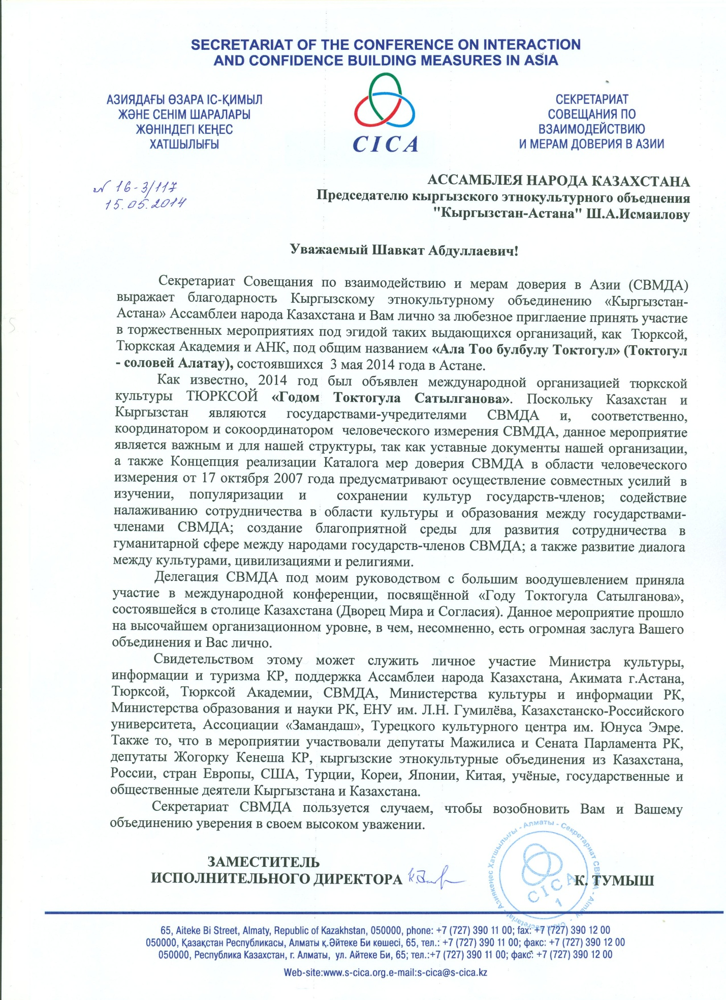 SECRETARIAT OF THE CONFERENCE ON INTERACTION
AND CONFIDENCE BUILDING MEASURES IN ASIA
АЗИЯДАҒЫ ӨЗАРА ІС-ҚИМЫЛ
ЖӘНЕ СЕНІМ ШАРАЛАРЫ
ЖӨНІНДЕГІ КЕҢЕС
ХАТШЫЛЫҒЫ
CICA
СЕКРЕТАРИАТ
СОВЕЩАНИЯ ПО
ВЗАИМОДЕЙСТВИЮ
И МЕРАМ ДОВЕРИЯ В АЗИИ
№ 16-3/117
15.05.2014
АССАМБЛЕЯ НАРОДА КАЗАХСТАНА
Председателю кыргызского этнокультурного объеднения
"Кыргызстан-Астана" Ш.А.Исмаилову
Уважаемый Шавкат Абдуллаевич!
Секретариат Совещания по взаимодействию и мерам доверия в Азии (СВМДА)
выражает благодарность Кыргызскому этнокультурному объединению «Кыргызстан-
Астана» Ассамблеи народа Казахстана и Вам лично за любезное приглаение принять участие
в торжественных мероприятиях под эгидой таких выдающихся организаций, как Тюрксой,
Тюркская Академия и АНК, под общим названием «Ала Тоо булбулу Токтогул» (Токтогул
- соловей Алатау), состоявшихся 3 мая 2014 года в Астане.
Как известно, 2014 год был объявлен международной организацией тюркской
культуры ТЮРКСОЙ «Годом Токтогула Сатылганова». Поскольку Казахстан и
Кыргызстан являются государствами-учредителями СВМДА и, соответственно,
координатором и сокоординатором человеческого измерения СВМДА, данное мероприятие
является важным и для нашей структуры, так как уставные документы нашей организации,
а также Концепция реализации Каталога мер доверия СВМДА в области человеческого
измерения от 17 октября 2007 года предусматривают осуществление совместных усилий в
изучении, популяризации и сохранении культур государств-членов; содействие
налаживанию сотрудничества в области культуры и образования между государствами-
членами СВМДА; создание благоприятной среды для развития сотрудничества в
гуманитарной сфере между народами государств-членов СВМДА; а также развитие диалога
между культурами, цивилизациями и религиями.
Делегация СВМДА под моим руководством с большим воодушевлением приняла
участие в международной конференции, посвящённой «Году Токтогула Сатылганова»,
состоявшейся в столице Казахстана (Дворец Мира и Согласия). Данное мероприятие прошло
на высочайшем организационном уровне, в чем, несомненно, есть огромная заслуга Вашего
объединения и Вас лично.
Свидетельством этому может служить личное участие Министра культуры,
информации и туризма КР, поддержка Ассамблеи народа Казахстана, Акимата г.Астана,
Тюрксой, Тюрксой Академии, СВМДА, Министерства культуры и информации РК,
Министерства образования и науки РК, ЕНУ им. Л.Н. Гумилёва, Казахстанско-Российского
университета, Ассоциации «Замандаш», Турецкого культурного центра им. Юнуса Эмре.
Также то, что в мероприятии участвовали депутаты Мажилиса и Сената Парламента РК,
депутаты Жогорку Кенеша КР, кыргызские этнокультурные объединения из Казахстана,
России, стран Европы, США, Турции, Кореи, Японии, Китая, учёные, государственные и
общественные деятели Кыргызстана и Казахстана.
Секретариат СВМДА пользуется случаем, чтобы возобновить Вам и Вашему
объединению уверения в своем высоком уважении.
ЗАМЕСТИТЕЛЬ
ИСПОЛНИТЕЛЬНОГО ДИРЕКТОРА К. ТУМЫШ
Азиякеңес Хатшылығы - Алматы - Секретариат СВМДА - Almaty - CICA Secretariat -
CICA
1
65, Aiteke Bi Street, Almaty, Republic of Kazakhstan, 050000, phone: +7 (727) 390 11 00; fax: +7 (727) 390 12 00
050000, Қазақстан Республикасы, Алматы қ.Әйтеке Би көшесі, 65, тел.: +7 (727) 390 11 00; факс: +7 (727) 390 12 00
050000, Республика Казахстан, г. Алматы, ул. Айтеке Би, 65; тел.:+7 (727) 390 11 00; факс: +7 (727) 390 12 00
Web-site:www.s-cica.org.e-mail:s-cica@s-cica.kz